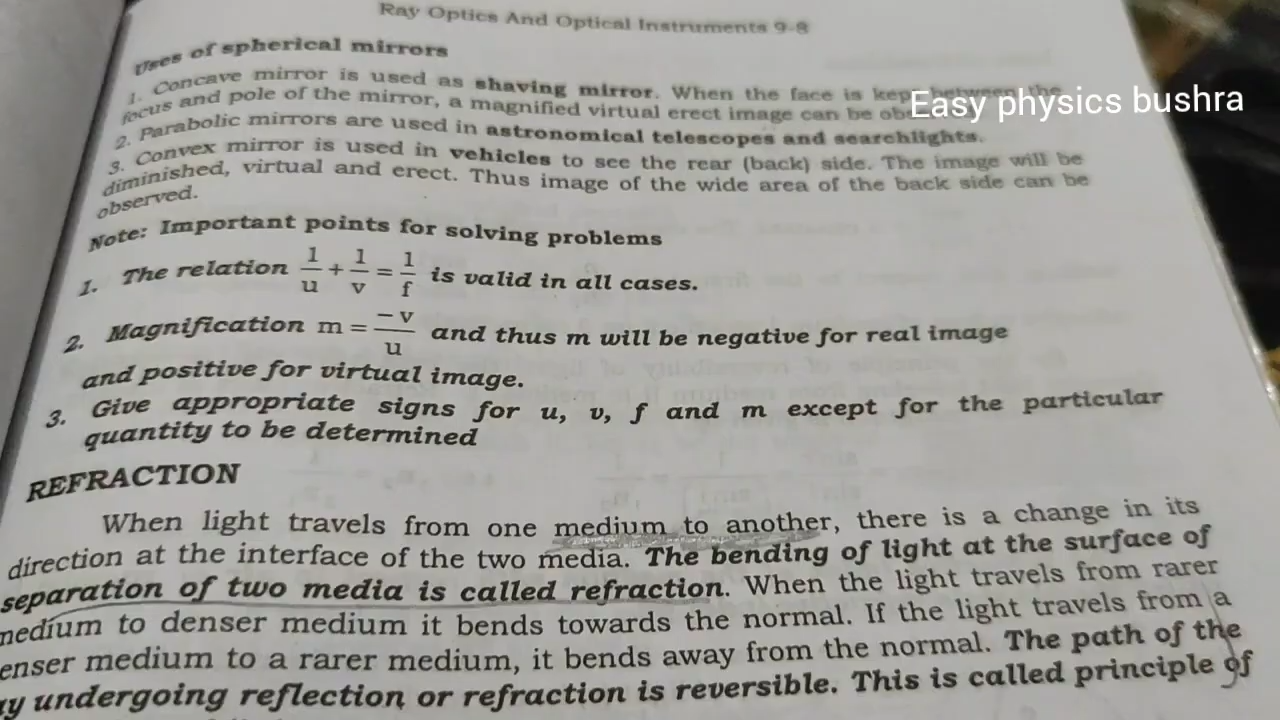 Ray Optics And Optical Instruments 9-8
Uses of spherical mirrors
1. Concave mirror is used as shaving mirror. When the face is kept between the
focus and pole of the mirror, a magnified virtual erect image can be
Easy physics bushra
2. Parabolic mirrors are used in astronomical telescopes and searchlights.
3. Convex mirror is used in vehicles to see the rear (back) side. The image will be
diminished, virtual and erect. Thus image of the wide area of the back side can be
observed.
Note: Important points for solving problems
1. The relation 1/u + 1/v = 1/f is valid in all cases.
2. Magnification m = -v/u and thus m will be negative for real image
and positive for virtual image.
3. Give appropriate signs for u, v, f and m except for the particular
quantity to be determined
REFRACTION
When light travels from one medium to another, there is a change in its
direction at the interface of the two media. The bending of light at the surface of
separation of two media is called refraction. When the light travels from rarer
medium to denser medium it bends towards the normal. If the light travels from a
enser medium to a rarer medium, it bends away from the normal. The path of the
ay undergoing reflection or refraction is reversible. This is called principle of